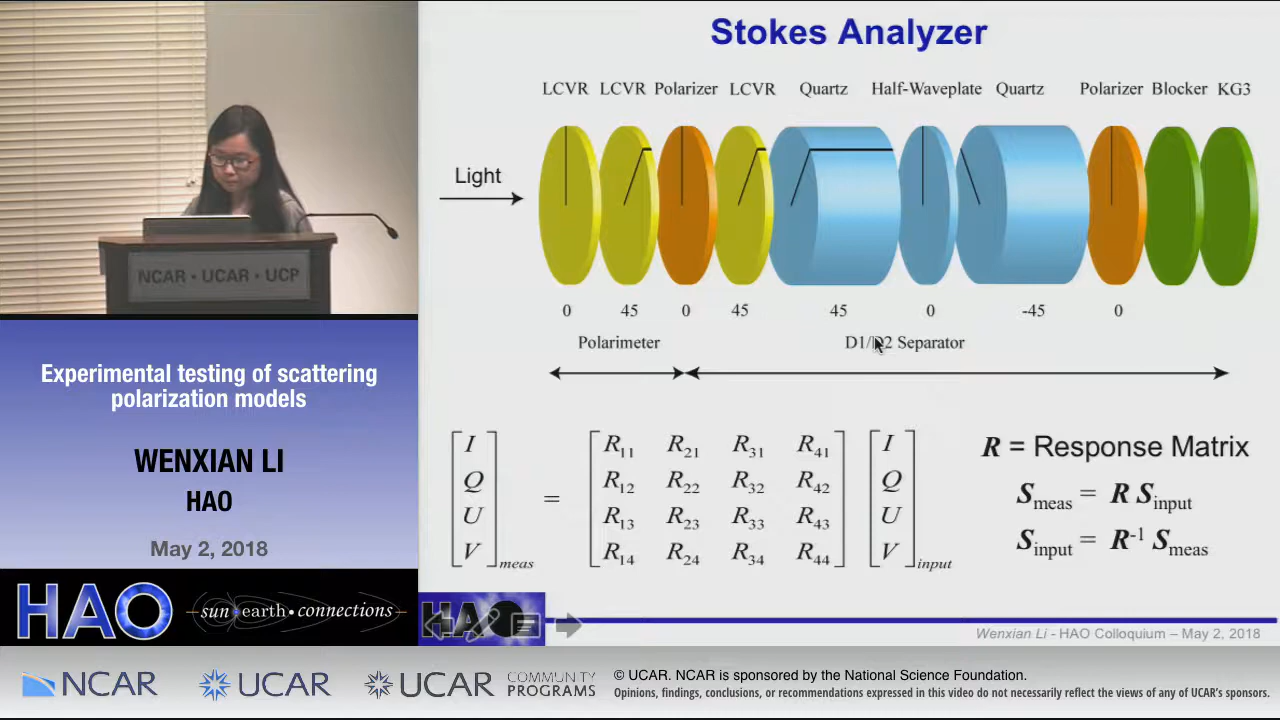 Stokes Analyzer
LCVR LCVR Polarizer LCVR Quartz Half-Waveplate Quartz Polarizer Blocker KG3
Light
0 45 0 45 45 0 -45 0
Polarimeter D1/D2 Separator
I R11 R21 R31 R41 I
Q R12 R22 R32 R42 Q
U R13 R23 R33 R43 U
V meas = R14 R24 R34 R44 V input
R = Response Matrix
Smeas = R Sinput
Sinput = R-1 Smeas
Wenxian Li - HAO Colloquium – May 2, 2018
NCAR • UCAR • UCP
Experimental testing of scattering
polarization models
WENXIAN LI
HAO
May 2, 2018
HAO
sun • earth • connections
HAO
NCAR
UCAR
UCAR
COMMUNITY
PROGRAMS
© UCAR. NCAR is sponsored by the National Science Foundation.
Opinions, findings, conclusions, or recommendations expressed in this video do not necessarily reflect the views of any of UCAR's sponsors.